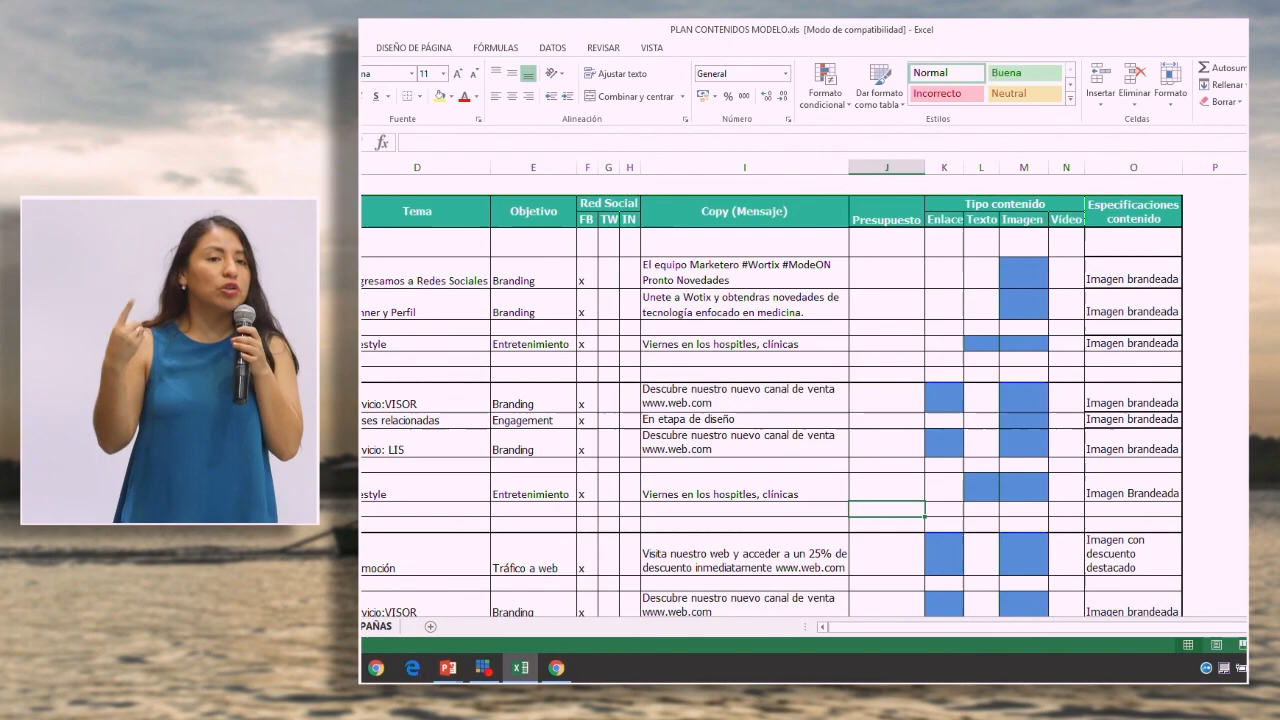 PLAN CONTENIDOS MODELO.xls [Modo de compatibilidad] - Excel
DISEÑO DE PÁGINA FÓRMULAS DATOS REVISAR VISTA
na 11 A A Ajustar texto General Normal Buena Σ Autosum
S A Combinar y centrar % 000 Formato condicional Dar formato como tabla Incorrecto Neutral Insertar Eliminar Formato Rellenar
Borrar
Fuente Alineación Número Estilos Celdas
fx
D E F G H I J K L M N O P
Tema Objetivo Red Social Copy (Mensaje) Presupuesto Tipo contenido Especificaciones contenido
FB TW IN Enlace Texto Imagen Vídeo
El equipo Marketero #Wortix #ModeON
gresamos a Redes Sociales Branding x Pronto Novedades Imagen brandeada
Unete a Wotix y obtendras novedades de
nner y Perfil Branding x tecnología enfocado en medicina. Imagen brandeada
estyle Entretenimiento x Viernes en los hospitles, clínicas Imagen brandeada
Descubre nuestro nuevo canal de venta
vicio:VISOR Branding x www.web.com Imagen brandeada
ses relacionadas Engagement x En etapa de diseño Imagen brandeada
Descubre nuestro nuevo canal de venta
vicio: LIS Branding x www.web.com Imagen brandeada
estyle Entretenimiento x Viernes en los hospitles, clínicas Imagen Brandeada
Imagen con
Visita nuestro web y acceder a un 25% de descuento
moción Tráfico a web x descuento inmediatamente www.web.com destacado
Descubre nuestro nuevo canal de venta
vicio:VISOR Branding x www.web.com Imagen brandeada
PAÑAS